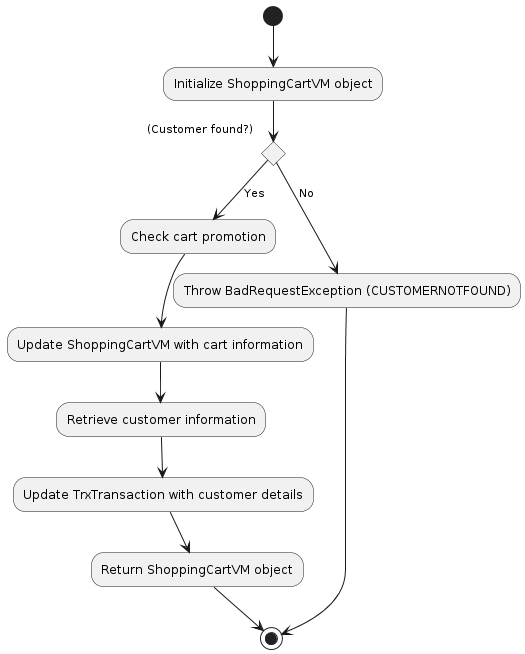 Initialize ShoppingCartVM object
(Customer found?)
Yes
No
Check cart promotion
Throw BadRequestException (CUSTOMERNOTFOUND)
Update ShoppingCartVM with cart information
Retrieve customer information
Update TrxTransaction with customer details
Return ShoppingCartVM object